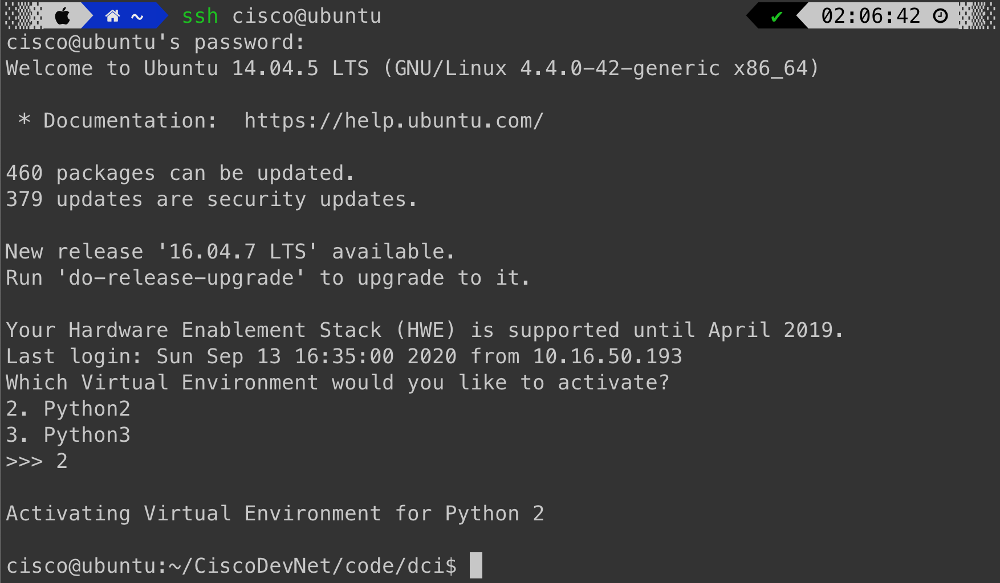 ~ ssh cisco@ubuntu ✔ 02:06:42
cisco@ubuntu's password:
Welcome to Ubuntu 14.04.5 LTS (GNU/Linux 4.4.0-42-generic x86_64)
* Documentation:  https://help.ubuntu.com/
460 packages can be updated.
379 updates are security updates.
New release '16.04.7 LTS' available.
Run 'do-release-upgrade' to upgrade to it.
Your Hardware Enablement Stack (HWE) is supported until April 2019.
Last login: Sun Sep 13 16:35:00 2020 from 10.16.50.193
Which Virtual Environment would you like to activate?
2. Python2
3. Python3
>>> 2
Activating Virtual Environment for Python 2
cisco@ubuntu:~/CiscoDevNet/code/dci$